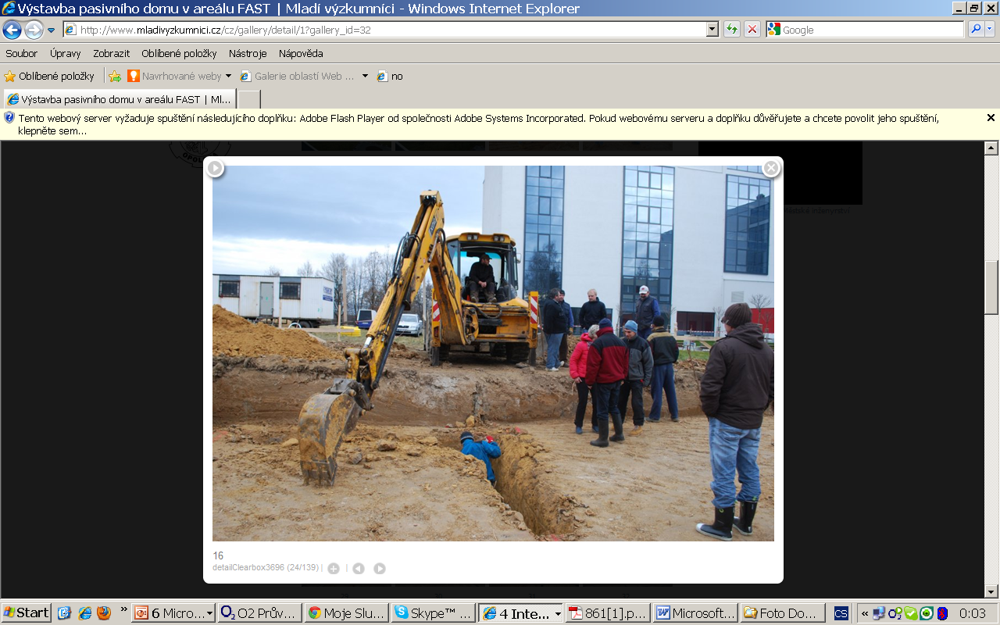 Výstavba pasivního domu v areálu FAST | Mladí výzkumníci - Windows Internet Explorer
http://www.mladivyzkumnici.cz/cz/gallery/detail/1?gallery_id=32
Google
Soubor Úpravy Zobrazit Oblíbené položky Nástroje Nápověda
Oblíbené položky Navrhované weby Galerie oblastí Web ... no
Výstavba pasivního domu v areálu FAST | Ml...
Tento webový server vyžaduje spuštění následujícího doplňku: Adobe Flash Player od společnosti Adobe Systems Incorporated. Pokud webovému serveru a doplňku důvěřujete a chcete povolit jeho spuštění,
klepněte sem...
16
detailClearbox3696 (24/139) |
Start » 6 Micro... O2 Prův... Moje Slu... Skype™ ... 4 Inte... 861[1].p... Microsoft... Foto Do... CS « 0:03